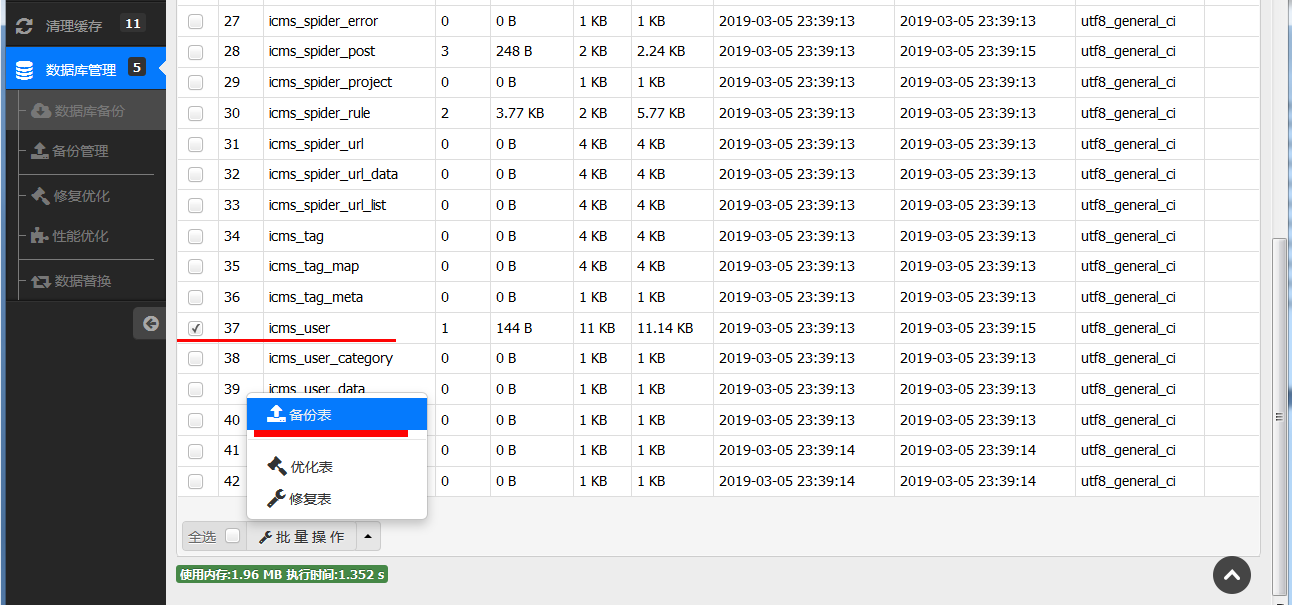 清理缓存 11
数据库管理 5
数据库备份
备份管理
修复优化
性能优化
数据替换
27 icms_spider_error 0 0 B 1 KB 1 KB 2019-03-05 23:39:13 2019-03-05 23:39:13 utf8_general_ci
28 icms_spider_post 3 248 B 2 KB 2.24 KB 2019-03-05 23:39:13 2019-03-05 23:39:15 utf8_general_ci
29 icms_spider_project 0 0 B 1 KB 1 KB 2019-03-05 23:39:13 2019-03-05 23:39:13 utf8_general_ci
30 icms_spider_rule 2 3.77 KB 2 KB 5.77 KB 2019-03-05 23:39:13 2019-03-05 23:39:13 utf8_general_ci
31 icms_spider_url 0 0 B 4 KB 4 KB 2019-03-05 23:39:13 2019-03-05 23:39:13 utf8_general_ci
32 icms_spider_url_data 0 0 B 4 KB 4 KB 2019-03-05 23:39:13 2019-03-05 23:39:13 utf8_general_ci
33 icms_spider_url_list 0 0 B 4 KB 4 KB 2019-03-05 23:39:13 2019-03-05 23:39:13 utf8_general_ci
34 icms_tag 0 0 B 4 KB 4 KB 2019-03-05 23:39:13 2019-03-05 23:39:13 utf8_general_ci
35 icms_tag_map 0 0 B 4 KB 4 KB 2019-03-05 23:39:13 2019-03-05 23:39:13 utf8_general_ci
36 icms_tag_meta 0 0 B 1 KB 1 KB 2019-03-05 23:39:13 2019-03-05 23:39:13 utf8_general_ci
37 icms_user 1 144 B 11 KB 11.14 KB 2019-03-05 23:39:13 2019-03-05 23:39:15 utf8_general_ci
38 icms_user_category 0 0 B 1 KB 1 KB 2019-03-05 23:39:13 2019-03-05 23:39:13 utf8_general_ci
39 icms_user_data 0 0 B 1 KB 1 KB 2019-03-05 23:39:13 2019-03-05 23:39:13 utf8_general_ci
40 0 0 B 1 KB 1 KB 2019-03-05 23:39:13 2019-03-05 23:39:13 utf8_general_ci
41 0 0 B 1 KB 1 KB 2019-03-05 23:39:14 2019-03-05 23:39:14 utf8_general_ci
42 0 0 B 1 KB 1 KB 2019-03-05 23:39:14 2019-03-05 23:39:14 utf8_general_ci
备份表
优化表
修复表
全选 批量操作
使用内存:1.96 MB 执行时间:1.352 s